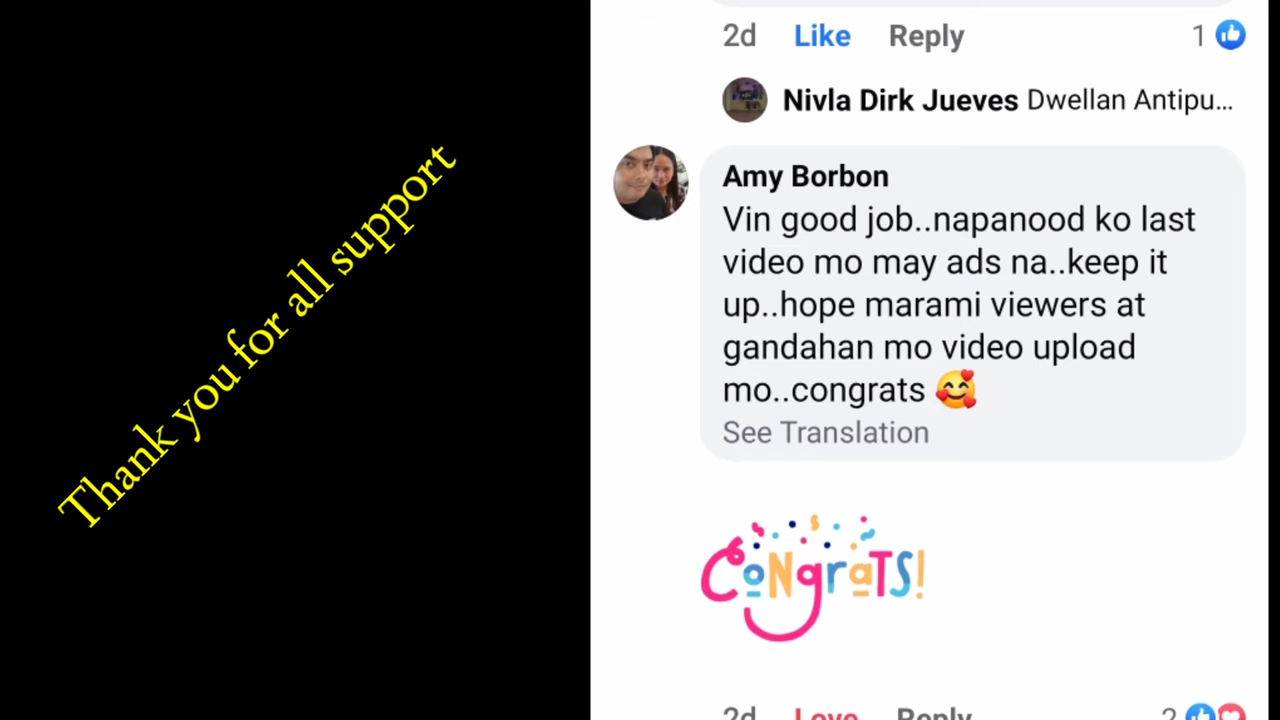 Thank you for all support
2d Like Reply 1
Nivla Dirk Jueves Dwellan Antipu...
Amy Borbon
Vin good job..napanood ko last
video mo may ads na..keep it
up..hope marami viewers at
gandahan mo video upload
mo..congrats 🥰
See Translation
CoNgraTS!
2d Love Reply 2